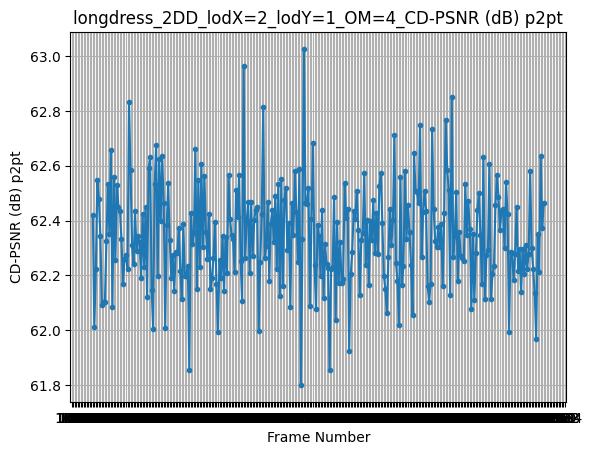 longdress_2DD_lodX=2_lodY=1_OM=4_CD-PSNR (dB) p2pt
CD-PSNR (dB) p2pt
63.0
62.8
62.6
62.4
62.2
62.0
61.8
Frame Number